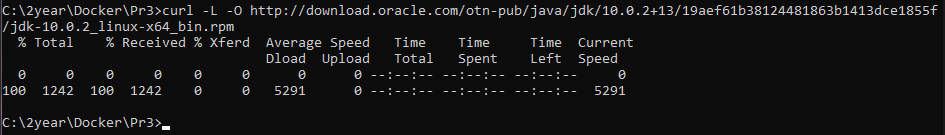 C:\2year\Docker\Pr3>curl -L -O http://download.oracle.com/otn-pub/java/jdk/10.0.2+13/19aef61b38124481863b1413dce1855f
/jdk-10.0.2_linux-x64_bin.rpm
% Total % Received % Xferd Average Speed Time Time Time Current
Dload Upload Total Spent Left Speed
0 0 0 0 0 0 0 0 --:--:-- --:--:-- --:--:-- 0
100 1242 100 1242 0 0 5291 0 --:--:-- --:--:-- --:--:-- 5291
C:\2year\Docker\Pr3>